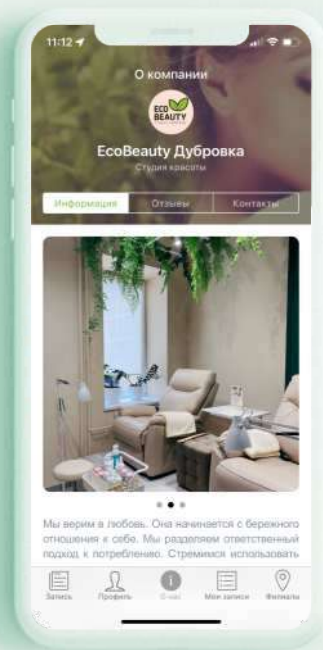 11:12
О компании
ECO
BEAUTY
EcoBeauty Дубровка
Студия красоты
Информация Отзывы Контакты
Мы верим в любовь. Она начинается с бережного
отношения к себе. Мы разделяем ответственный
подход к потреблению. Стремимся использовать
Запись Профиль О нас Мои записи Филиалы